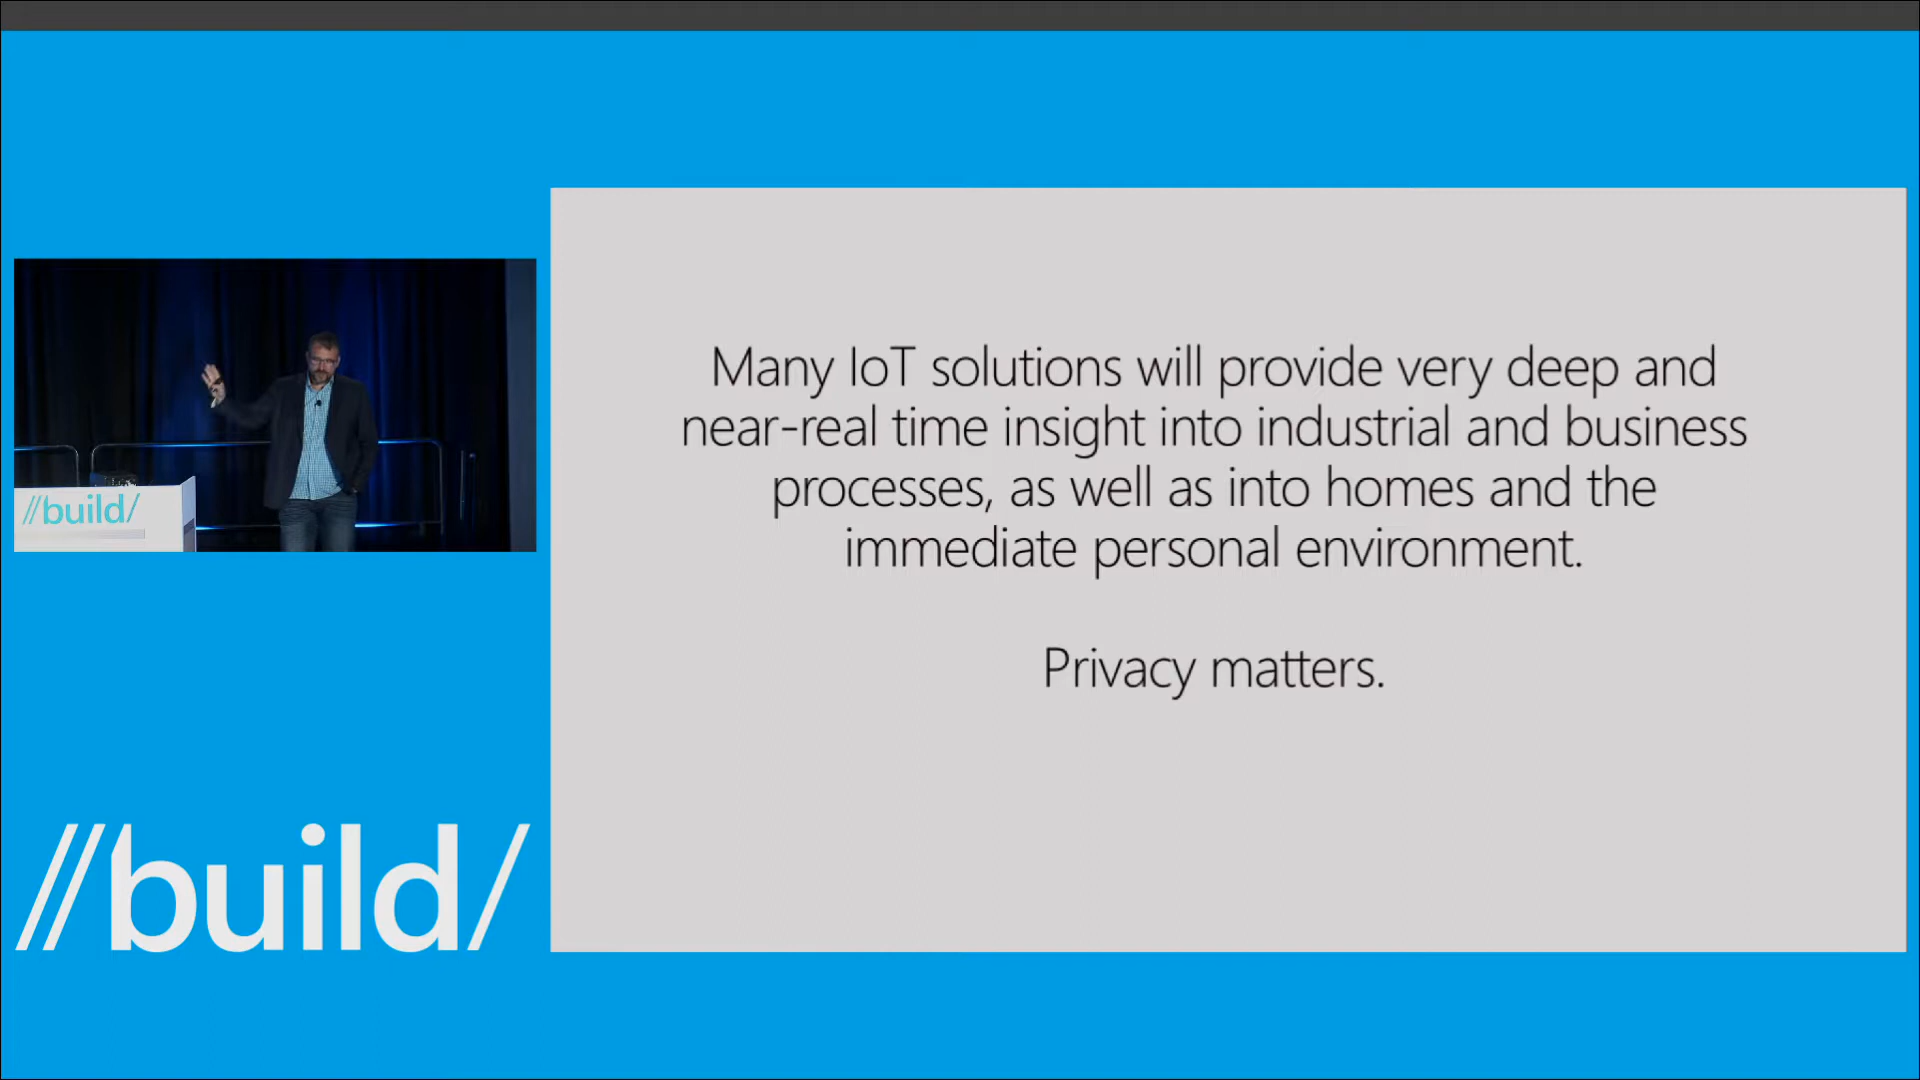 Many IoT solutions will provide very deep and
near-real time insight into industrial and business
processes, as well as into homes and the
immediate personal environment.
Privacy matters.
//build/
//build/